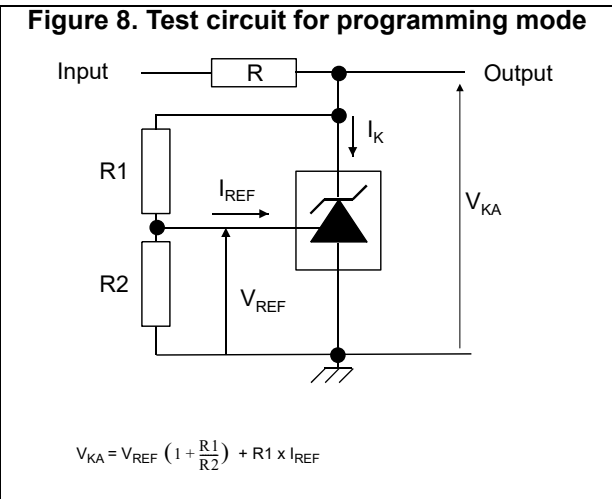 Figure 8. Test circuit for programming mode
Input
R
Output
I_K
R1
I_REF
V_KA
R2
V_REF
V_KA = V_REF (1 + R1/R2) + R1 x I_REF